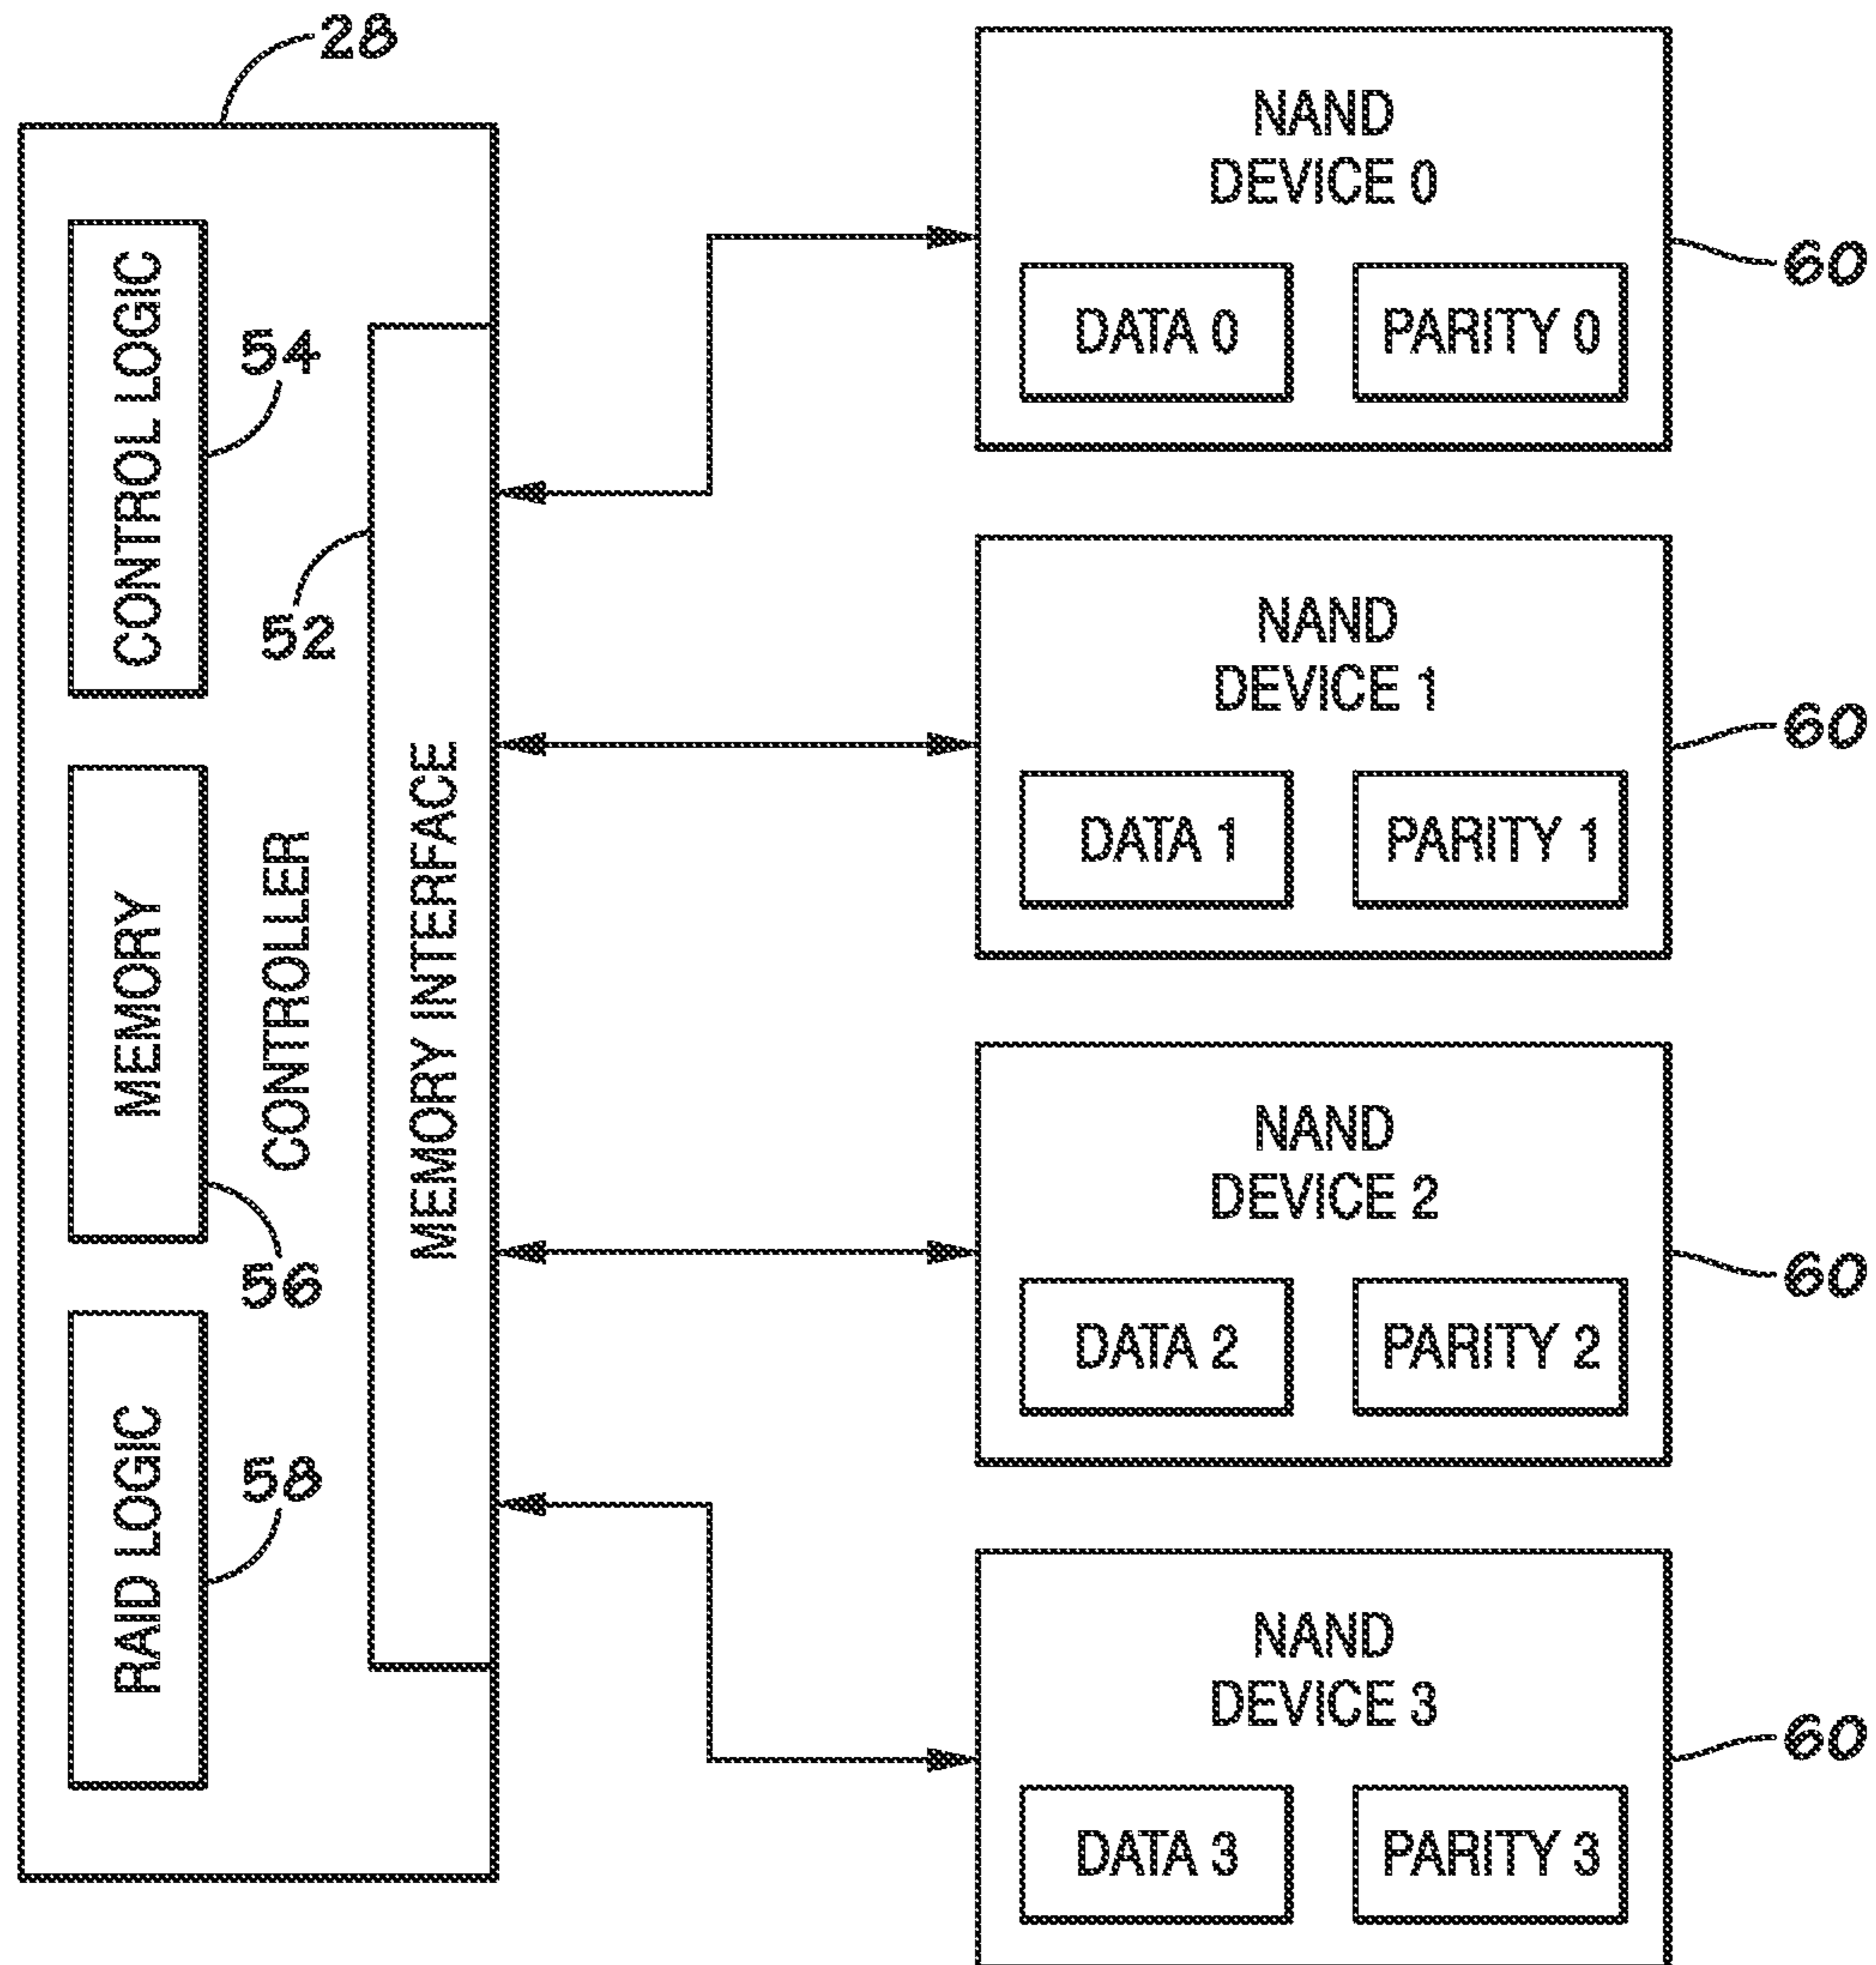 28
CONTROL LOGIC
54
52
MEMORY
CONTROLLER
MEMORY INTERFACE
56
RAID LOGIC
58
NAND
DEVICE 0
DATA 0
PARITY 0
60
NAND
DEVICE 1
DATA 1
PARITY 1
60
NAND
DEVICE 2
DATA 2
PARITY 2
60
NAND
DEVICE 3
DATA 3
PARITY 3
60